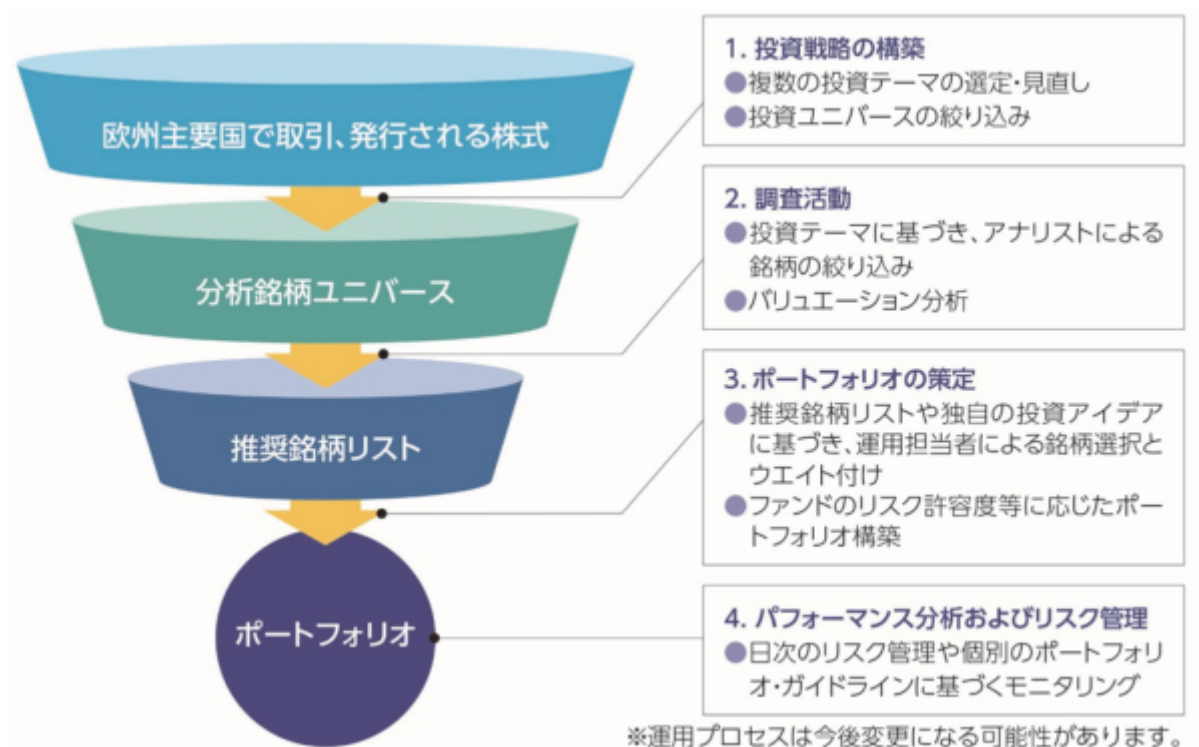 欧州主要国で取引、発行される株式
分析銘柄ユニバース
推奨銘柄リスト
ポートフォリオ
1. 投資戦略の構築
●複数の投資テーマの選定・見直し
●投資ユニバースの絞り込み
2. 調査活動
●投資テーマに基づき、アナリストによる
銘柄の絞り込み
●バリュエーション分析
3. ポートフォリオの策定
●推奨銘柄リストや独自の投資アイデア
に基づき、運用担当者による銘柄選択と
ウエイト付け
●ファンドのリスク許容度等に応じたポー
トフォリオ構築
4. パフォーマンス分析およびリスク管理
●日次のリスク管理や個別のポートフォリ
オ・ガイドラインに基づくモニタリング
※運用プロセスは今後変更になる可能性があります。